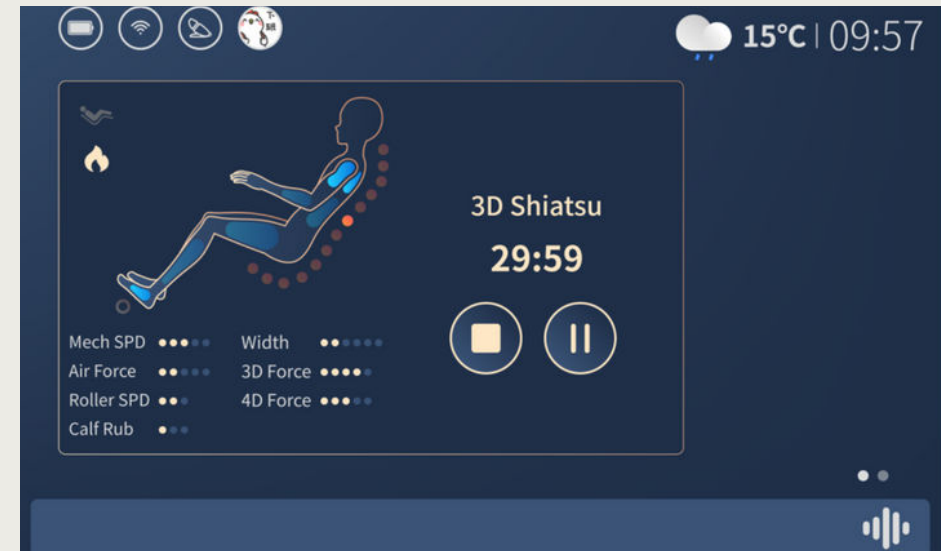 15°C | 09:57
3D Shiatsu
29:59
Mech SPD
Width
Air Force
3D Force
Roller SPD
4D Force
Calf Rub